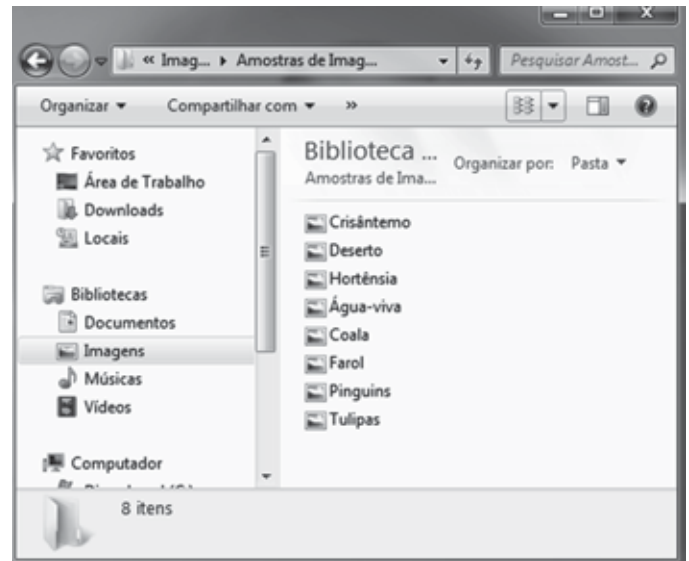 « Imag... ▸ Amostras de Imag...
Pesquisar Amost...
Organizar
Compartilhar com
»
Favoritos
Área de Trabalho
Downloads
Locais
Bibliotecas
Documentos
Imagens
Músicas
Vídeos
Computador
Biblioteca ...
Amostras de Ima...
Organizar por: Pasta
Crisântemo
Deserto
Hortênsia
Água-viva
Coala
Farol
Pinguins
Tulipas
8 itens